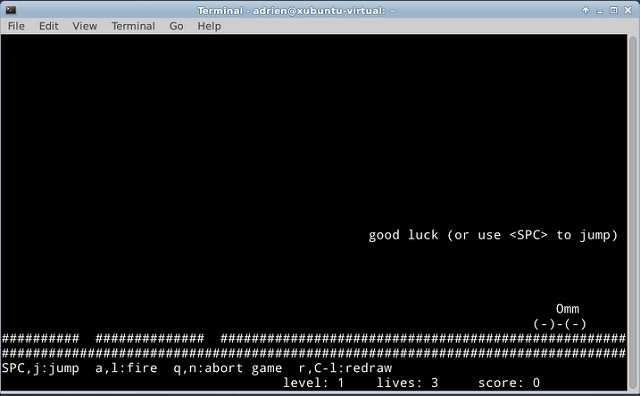 Terminal - adrien@xubuntu-virtual: ~
File Edit View Terminal Go Help
good luck (or use <SPC> to jump)
Omm
(-)-(-)
##########  ##############  ####################################################
################################################################################
SPC,j:jump  a,l:fire  q,n:abort game  r,C-l:redraw
level: 1    lives: 3     score: 0